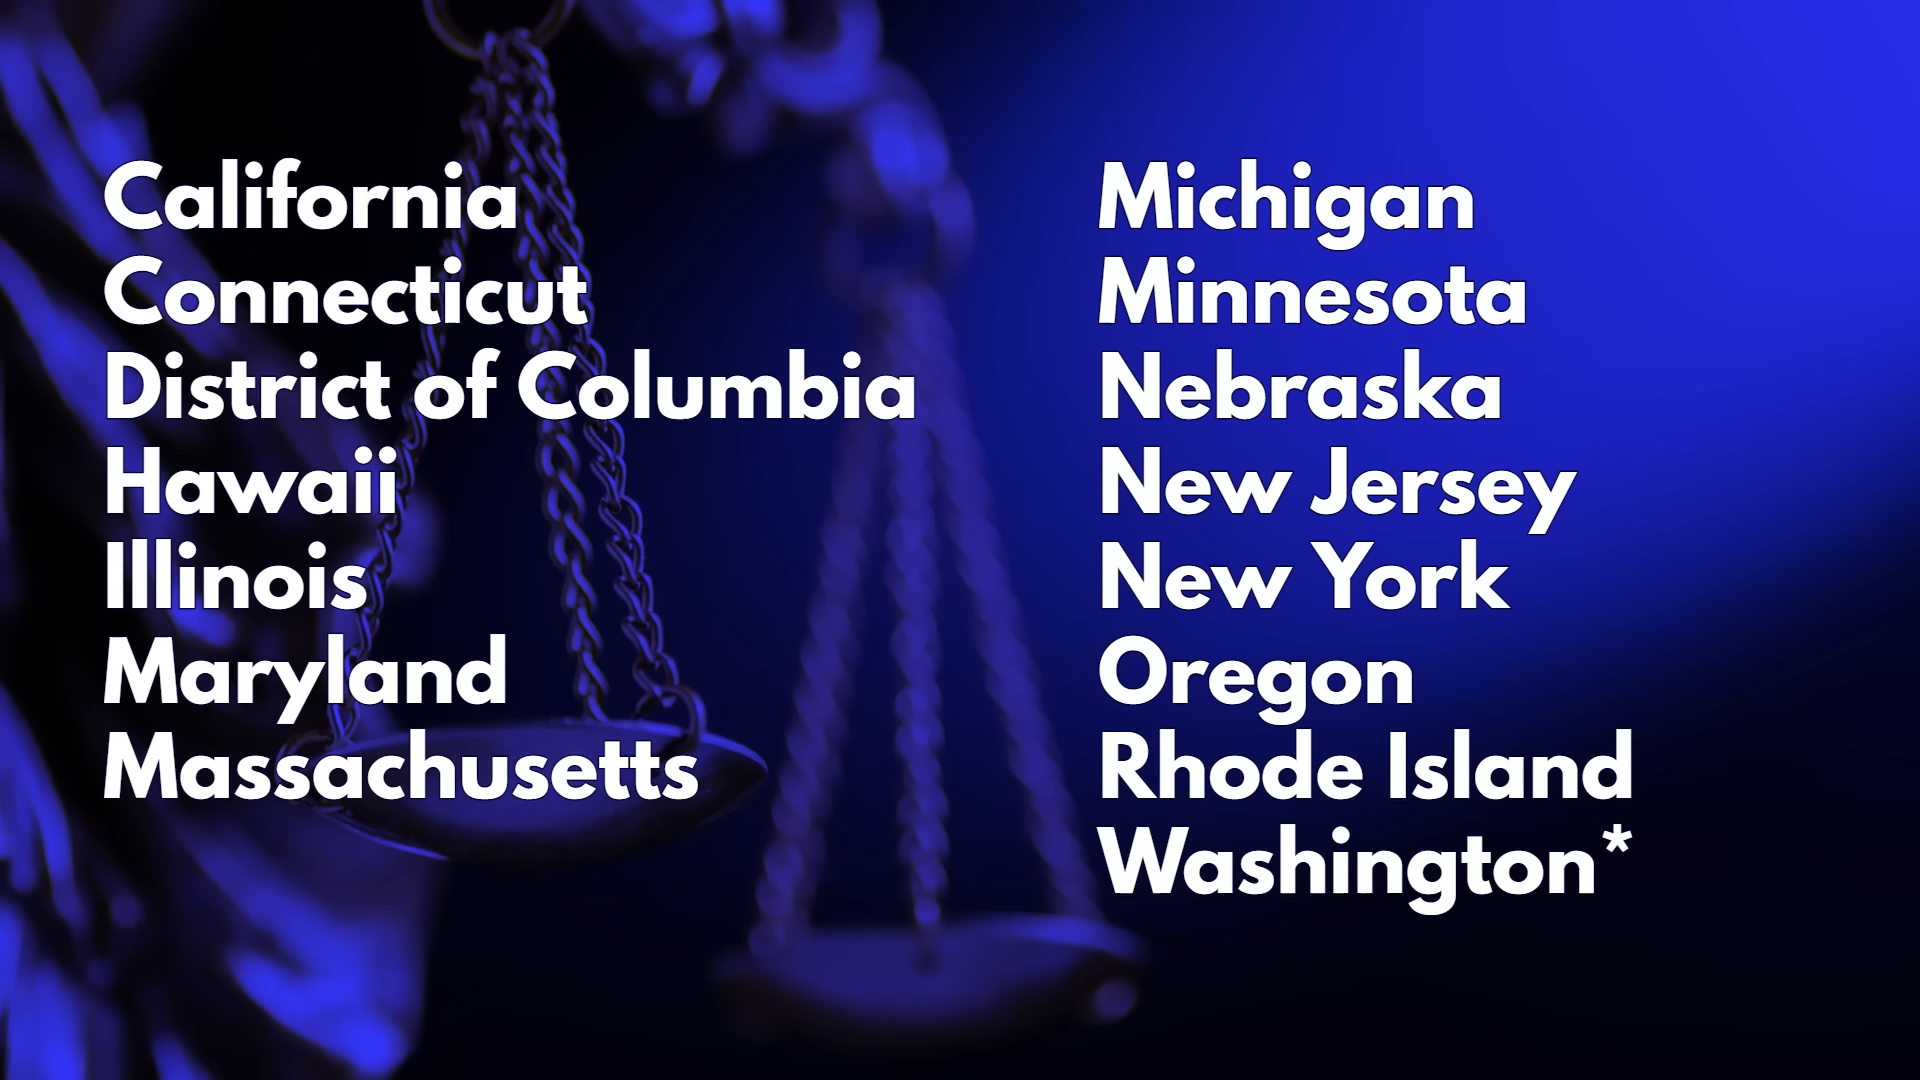 California
Connecticut
District of Columbia
Hawaii
Illinois
Maryland
Massachusetts
Michigan
Minnesota
Nebraska
New Jersey
New York
Oregon
Rhode Island
Washington*